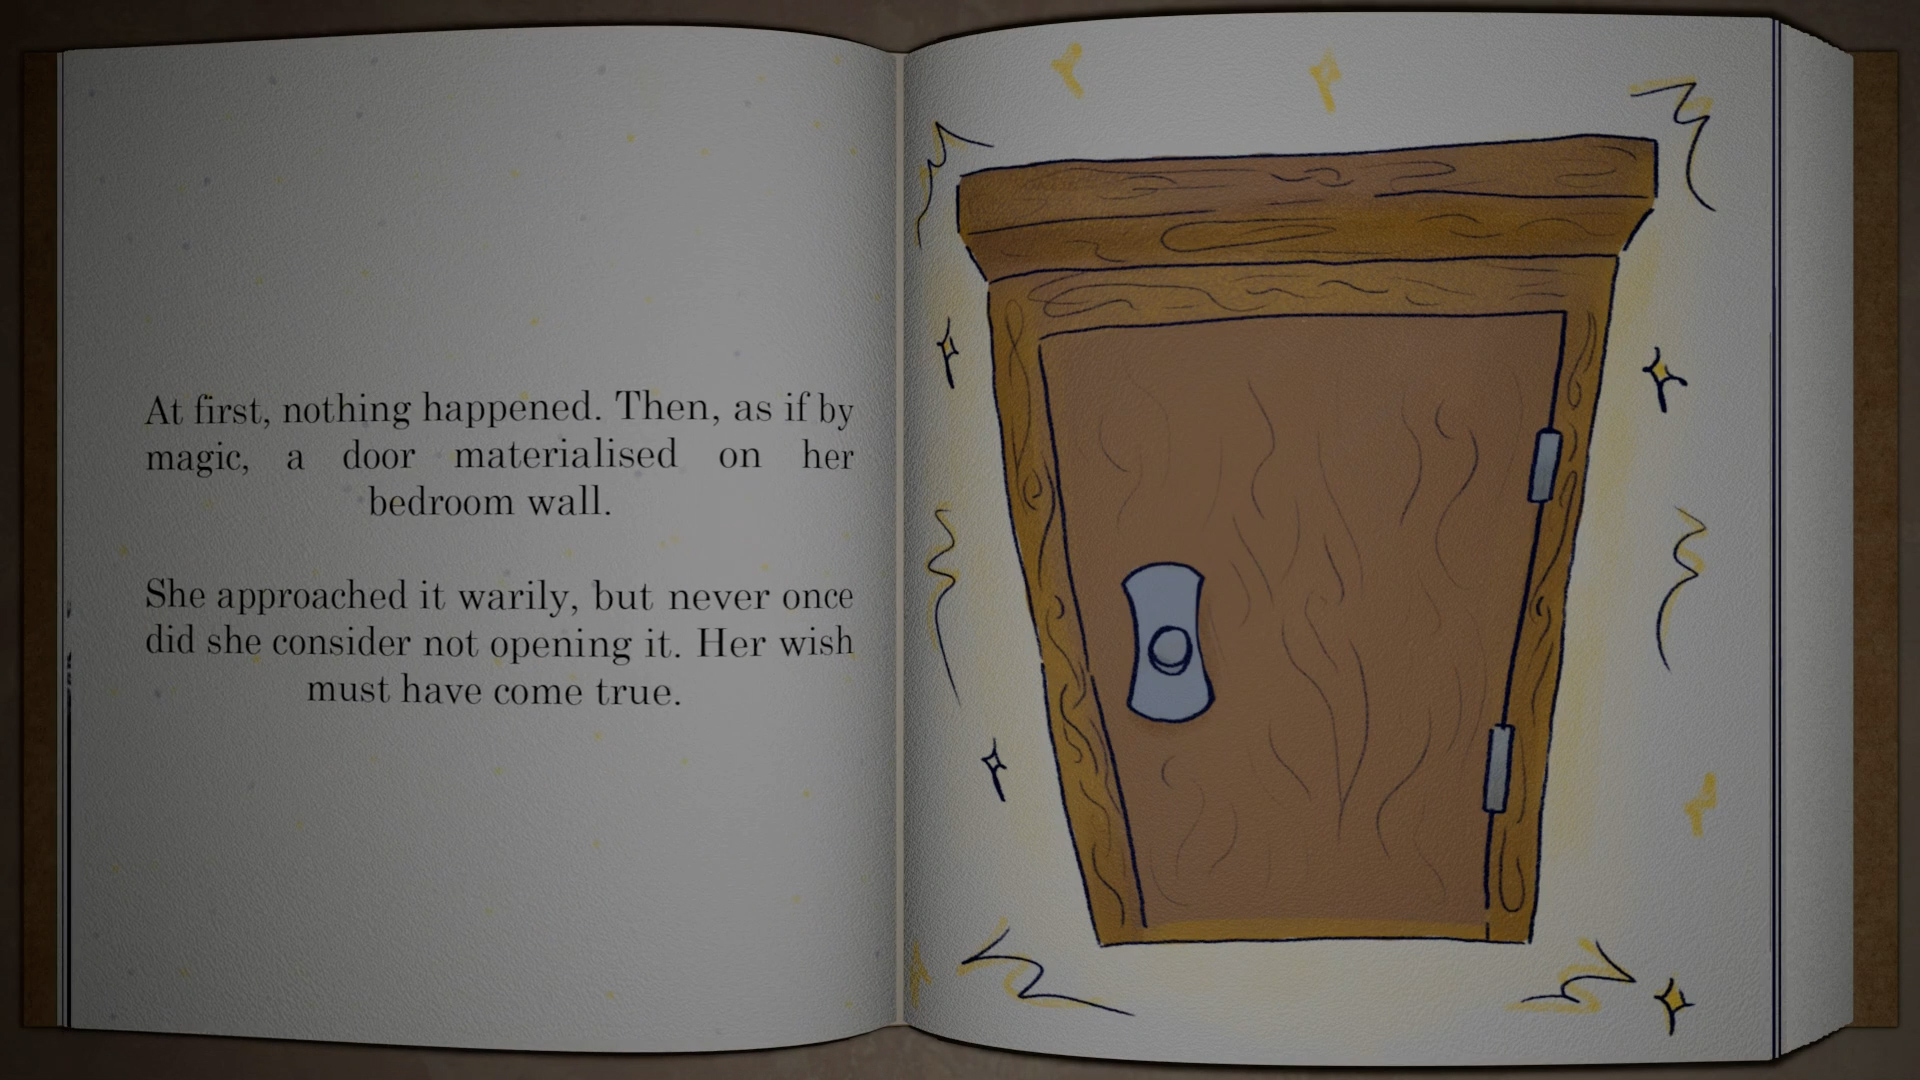 At first, nothing happened. Then, as if by
magic, a door materialised on her
bedroom wall.
She approached it warily, but never once
did she consider not opening it. Her wish
must have come true.